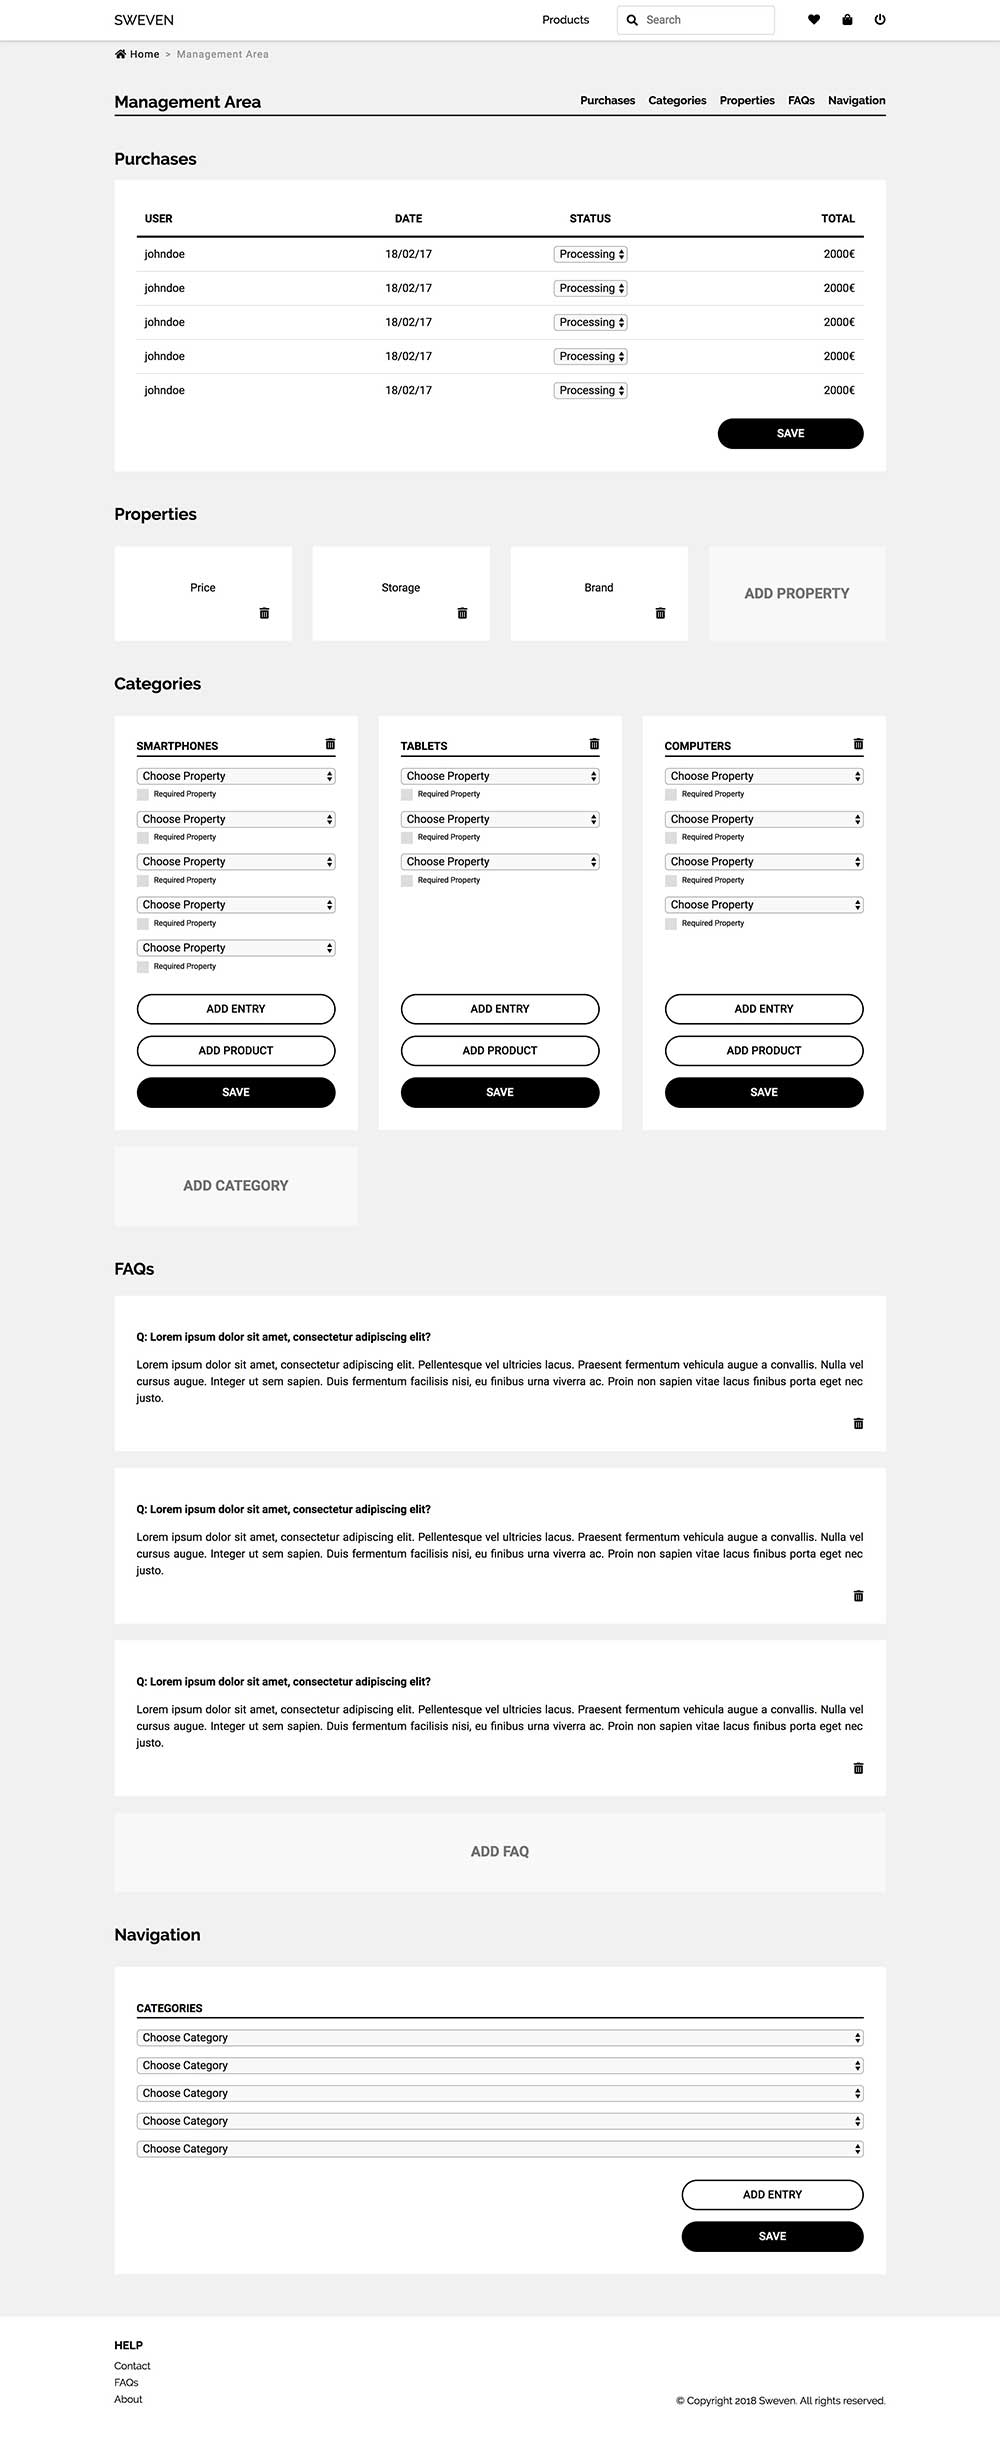 SWEVEN Products Search
Home > Management Area
Management Area Purchases Categories Properties FAQs Navigation
Purchases
USER DATE STATUS TOTAL
johndoe 18/02/17 Processing 2000€
johndoe 18/02/17 Processing 2000€
johndoe 18/02/17 Processing 2000€
johndoe 18/02/17 Processing 2000€
johndoe 18/02/17 Processing 2000€
SAVE
Properties
Price
Storage
Brand
ADD PROPERTY
Categories
SMARTPHONES
Choose Property
Required Property
Choose Property
Required Property
Choose Property
Required Property
Choose Property
Required Property
Choose Property
Required Property
ADD ENTRY
ADD PRODUCT
SAVE
TABLETS
Choose Property
Required Property
Choose Property
Required Property
Choose Property
Required Property
ADD ENTRY
ADD PRODUCT
SAVE
COMPUTERS
Choose Property
Required Property
Choose Property
Required Property
Choose Property
Required Property
Choose Property
Required Property
ADD ENTRY
ADD PRODUCT
SAVE
ADD CATEGORY
FAQs
Q: Lorem ipsum dolor sit amet, consectetur adipiscing elit?
Lorem ipsum dolor sit amet, consectetur adipiscing elit. Pellentesque vel ultricies lacus. Praesent fermentum vehicula augue a convallis. Nulla vel
cursus augue. Integer ut sem sapien. Duis fermentum facilisis nisi, eu finibus urna viverra ac. Proin non sapien vitae lacus finibus porta eget nec
justo.
Q: Lorem ipsum dolor sit amet, consectetur adipiscing elit?
Lorem ipsum dolor sit amet, consectetur adipiscing elit. Pellentesque vel ultricies lacus. Praesent fermentum vehicula augue a convallis. Nulla vel
cursus augue. Integer ut sem sapien. Duis fermentum facilisis nisi, eu finibus urna viverra ac. Proin non sapien vitae lacus finibus porta eget nec
justo.
Q: Lorem ipsum dolor sit amet, consectetur adipiscing elit?
Lorem ipsum dolor sit amet, consectetur adipiscing elit. Pellentesque vel ultricies lacus. Praesent fermentum vehicula augue a convallis. Nulla vel
cursus augue. Integer ut sem sapien. Duis fermentum facilisis nisi, eu finibus urna viverra ac. Proin non sapien vitae lacus finibus porta eget nec
justo.
ADD FAQ
Navigation
CATEGORIES
Choose Category
Choose Category
Choose Category
Choose Category
Choose Category
ADD ENTRY
SAVE
HELP
Contact
FAQs
About
© Copyright 2018 Sweven. All rights reserved.